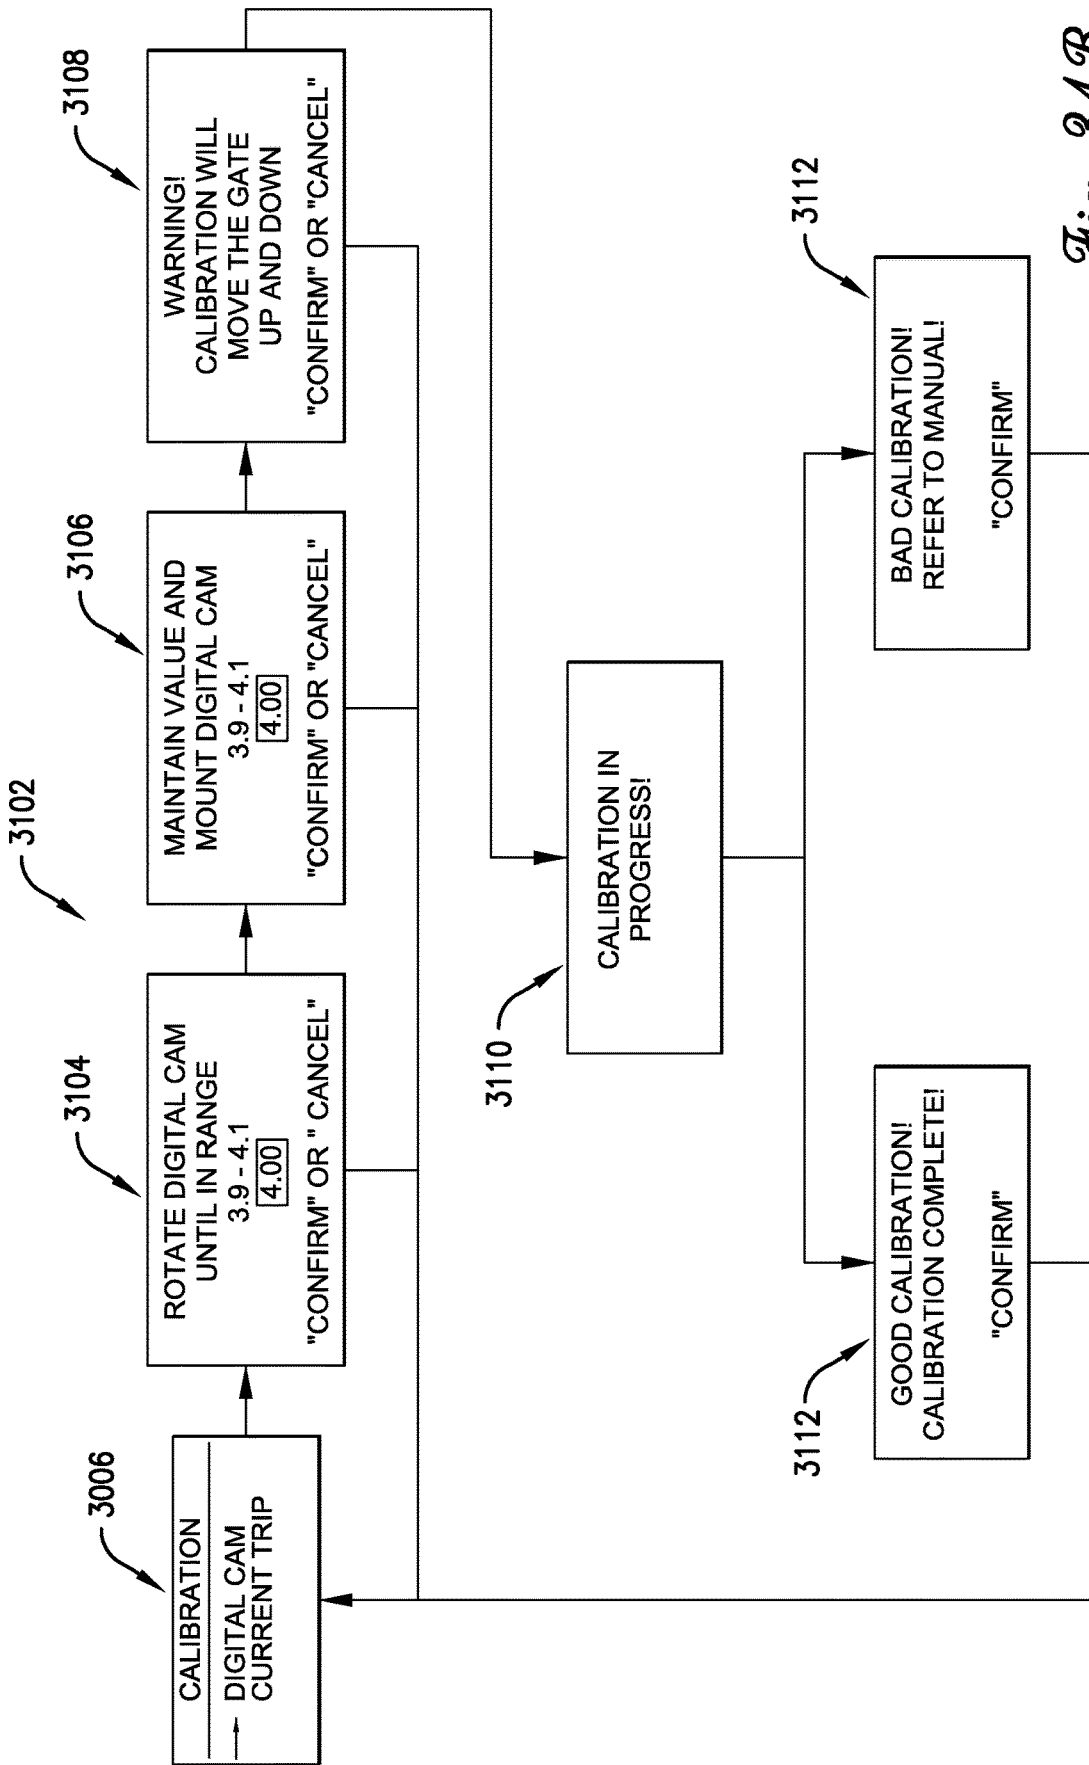 3102
3006
CALIBRATION
DIGITAL CAM
CURRENT TRIP
3104
ROTATE DIGITAL CAM
UNTIL IN RANGE
3.9 - 4.1
4.00
"CONFIRM" OR " CANCEL"
3106
MAINTAIN VALUE AND
MOUNT DIGITAL CAM
3.9 - 4.1
4.00
"CONFIRM" OR "CANCEL"
3108
WARNING!
CALIBRATION WILL
MOVE THE GATE
UP AND DOWN
"CONFIRM" OR "CANCEL"
3110
CALIBRATION IN
PROGRESS!
3112
GOOD CALIBRATION!
CALIBRATION COMPLETE!
"CONFIRM"
3112
BAD CALIBRATION!
REFER TO MANUAL!
"CONFIRM"